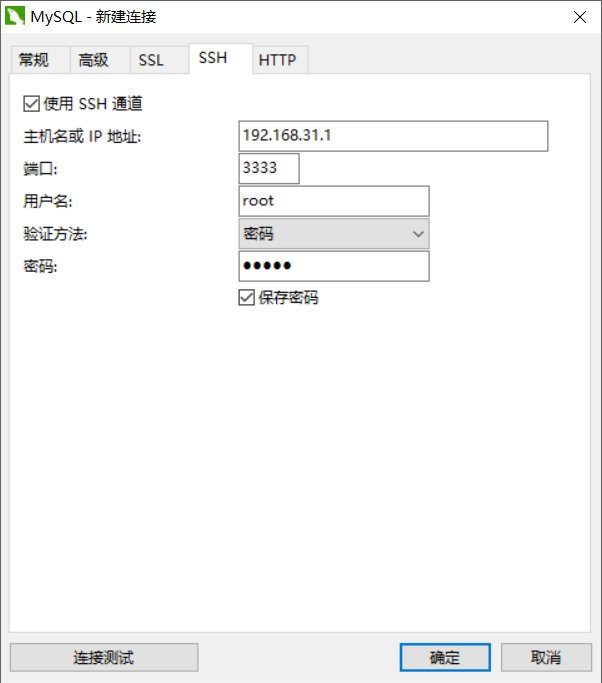 MySQL - 新建连接
常规 高级 SSL SSH HTTP
使用 SSH 通道
主机名或 IP 地址: 192.168.31.1
端口: 3333
用户名: root
验证方法: 密码
密码: ●●●●●
保存密码
连接测试 确定 取消